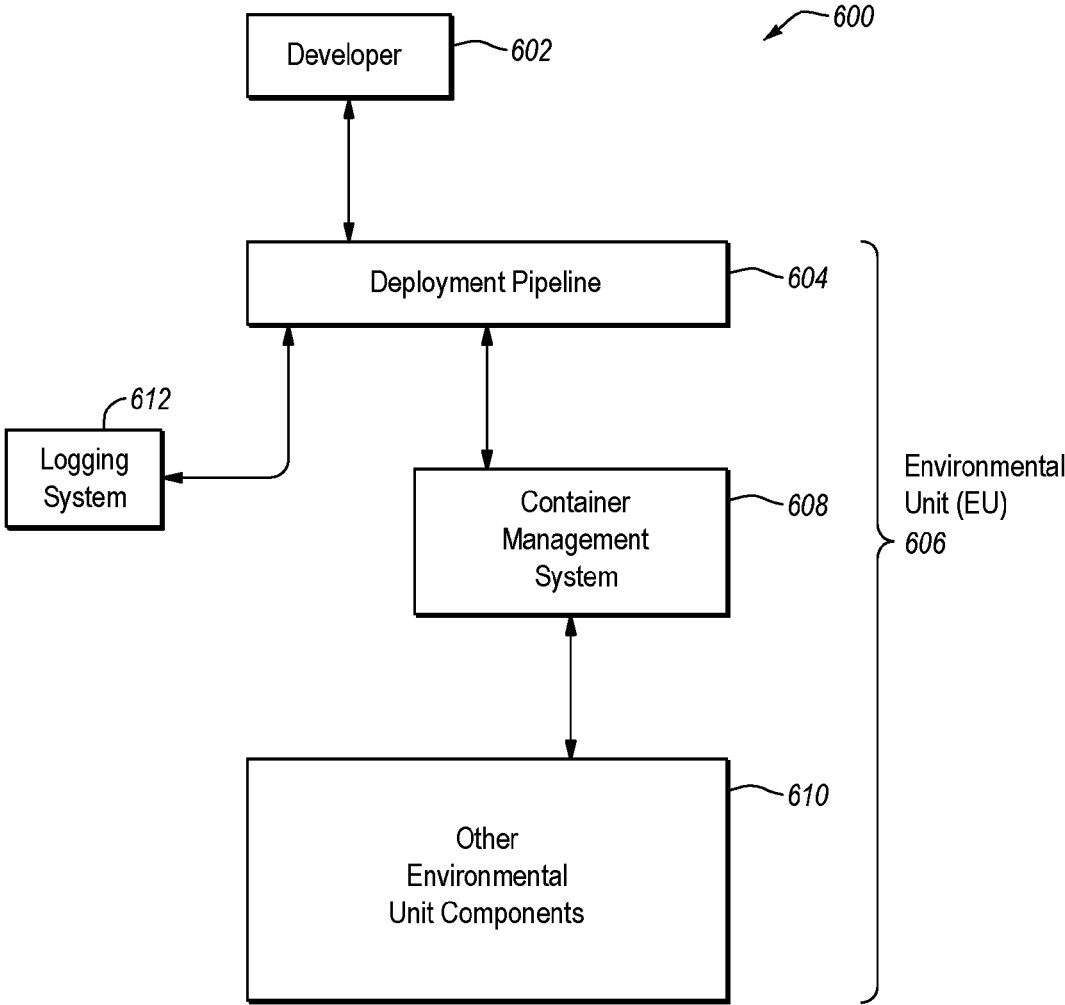 600
Developer
602
Deployment Pipeline
604
612
Logging
System
Container
Management
System
608
Environmental
Unit (EU)
606
Other
Environmental
Unit Components
610